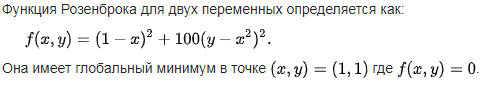 Функция Розенброка для двух переменных определяется как:
f(x, y) = (1 − x)² + 100(y − x²)².
Она имеет глобальный минимум в точке (x, y) = (1, 1) где f(x, y) = 0.